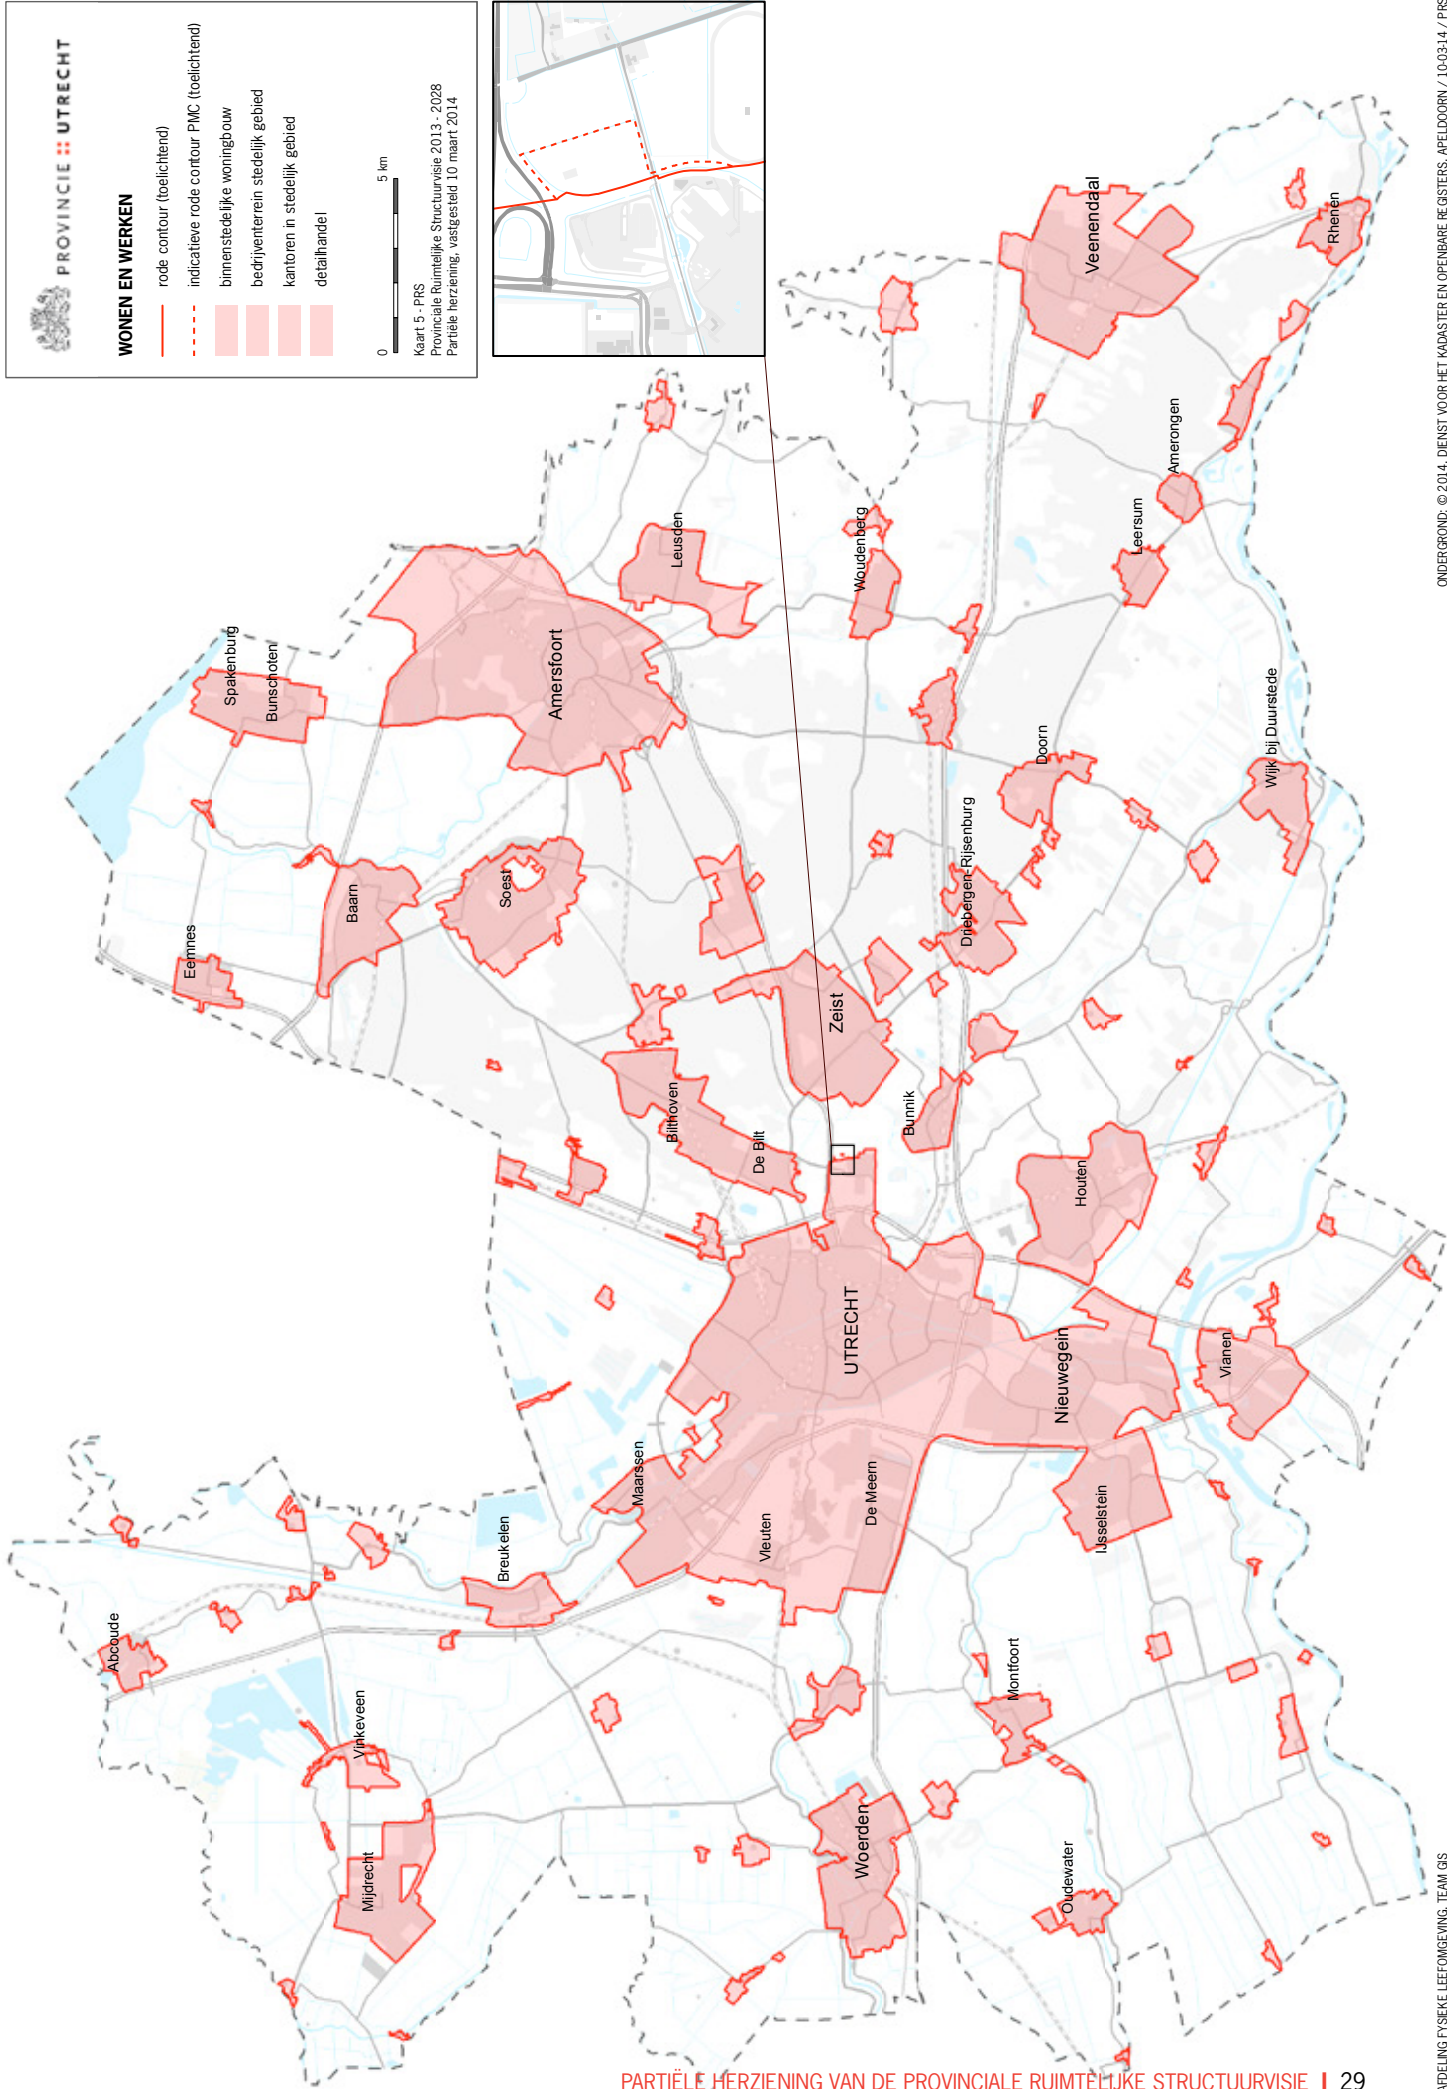 PROVINCIE :: UTRECHT
WONEN EN WERKEN
rode contour (toelichtend)
indicatieve rode contour PMC (toelichtend)
binnenstedelijke woningbouw
bedrijventerrein stedelijk gebied
kantoren in stedelijk gebied
detailhandel
0 5 km
Kaart 5 - PRS
Provinciale Ruimtelijke Structuurvisie 2013 - 2028
Partiële herziening, vastgesteld 10 maart 2014
Abcoude
Vinkeveen
Mijdrecht
Breukelen
Maarssen
Vleuten
De Meern
UTRECHT
Woerden
Montfoort
Oudewater
IJsselstein
Nieuwegein
Vianen
Houten
Bunnik
De Bilt
Bilthoven
Zeist
Eemnes
Baarn
Soest
Spakenburg
Bunschoten
Amersfoort
Leusden
Woudenberg
Driebergen-Rijsenburg
Doorn
Wijk bij Duurstede
Leersum
Amerongen
Veenendaal
Rhenen
AFDELING FYSIEKE LEEFOMGEVING, TEAM GIS
ONDERGROND: © 2014, DIENST VOOR HET KADASTER EN OPENBARE REGISTERS, APELDOORN / 10-03-14 / PRS
PARTIËLE HERZIENING VAN DE PROVINCIALE RUIMTELIJKE STRUCTUURVISIE | 29